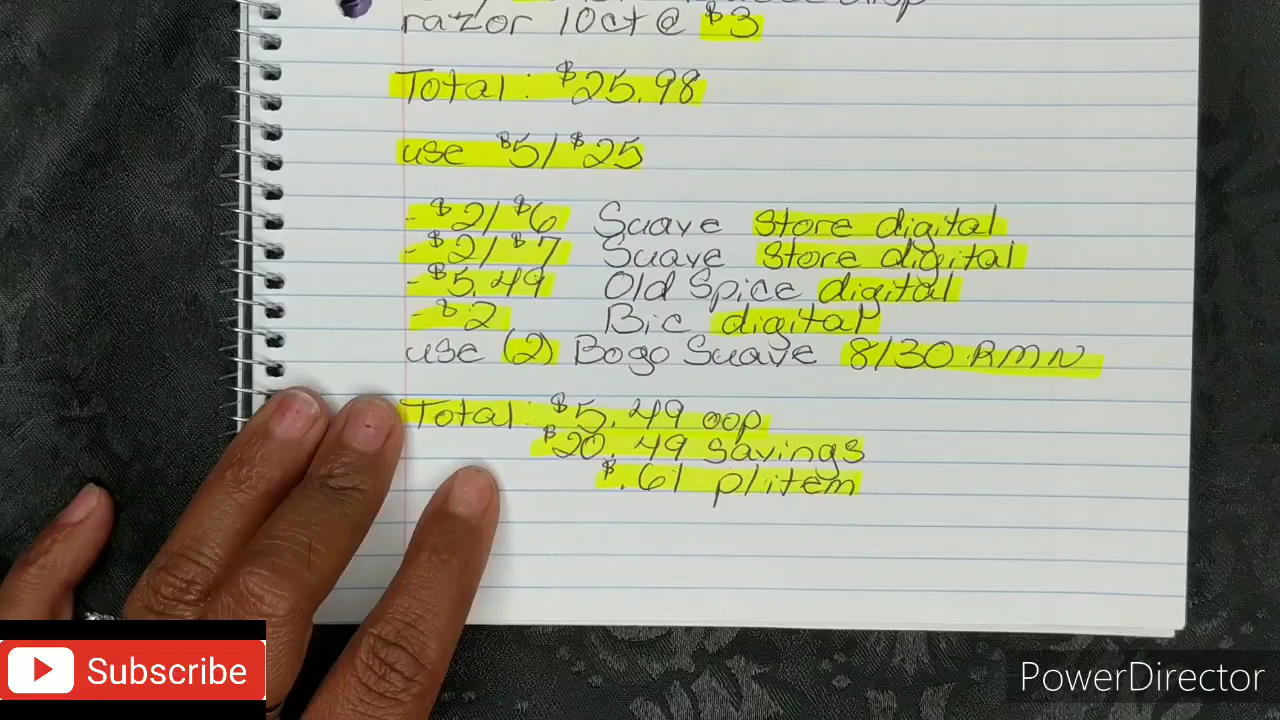 razor 10ct @ $3
Total: $25.98
use $5/$25
- $2/$6 Suave Store digital
- $2/$7 Suave Store digital
- $5.49 Old Spice digital
- $2 Bic digital
use (2) Bogo Suave 8/30 RMN
Total: $5.49 oop
$20.49 savings
$.61 p/item
Subscribe
PowerDirector